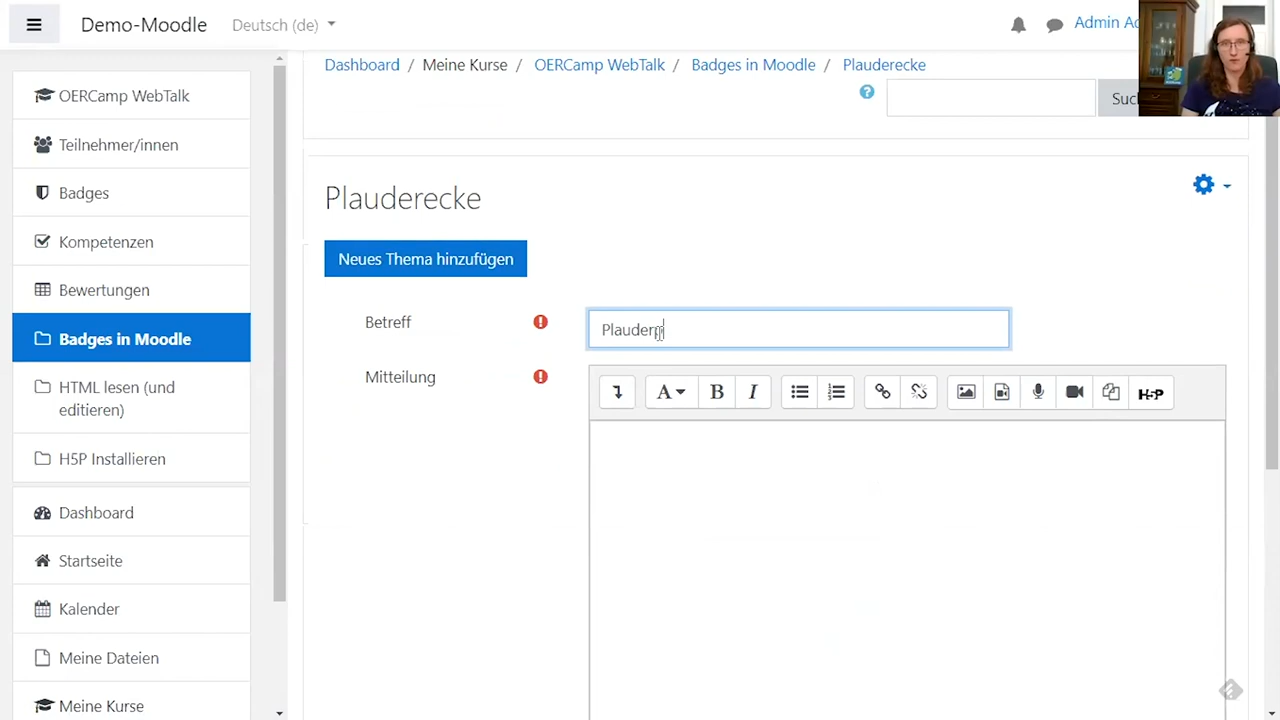 Demo-Moodle Deutsch (de) Admin
Dashboard / Meine Kurse / OERCamp WebTalk / Badges in Moodle / Plauderecke
OERCamp WebTalk
Teilnehmer/innen
Badges
Kompetenzen
Bewertungen
Badges in Moodle
HTML lesen (und
editieren)
H5P Installieren
Dashboard
Startseite
Kalender
Meine Dateien
Meine Kurse
Plauderecke
Neues Thema hinzufügen
Betreff
Plaudern
Mitteilung
A B I H5P